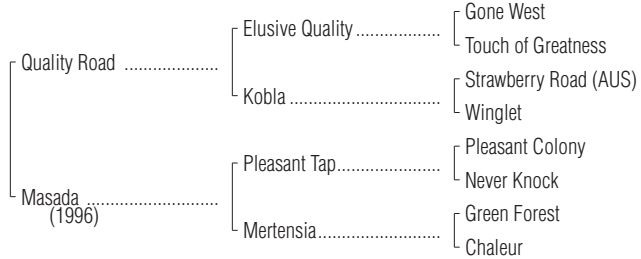 Gone West
Elusive Quality ..................
Touch of Greatness
Quality Road ....................
Strawberry Road (AUS)
Kobla ................................
Winglet
Pleasant Colony
Pleasant Tap......................
Never Knock
Masada ............................
(1996)
Green Forest
Mertensia..........................
Chaleur